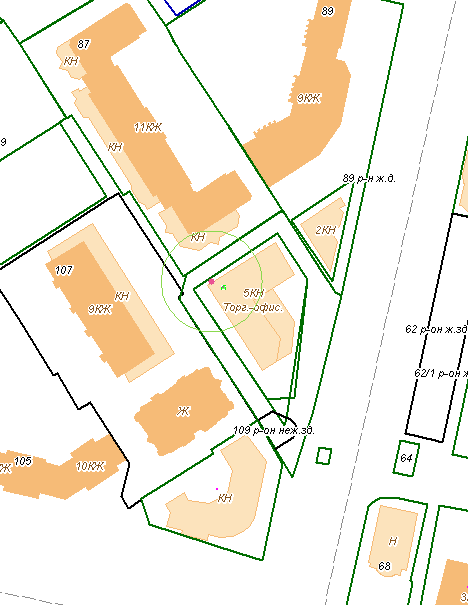 89
87
КН
9КЖ
11КЖ
9
КН
89 р-н ж.д.
КН
2КН
107
5КН
КН
Торг.-офис.
9КЖ
62 р-он ж.зд
62/1 р-он ж
Ж
109 р-он неж.зд.
КЖ
105
10КЖ
64
КН
Н
68